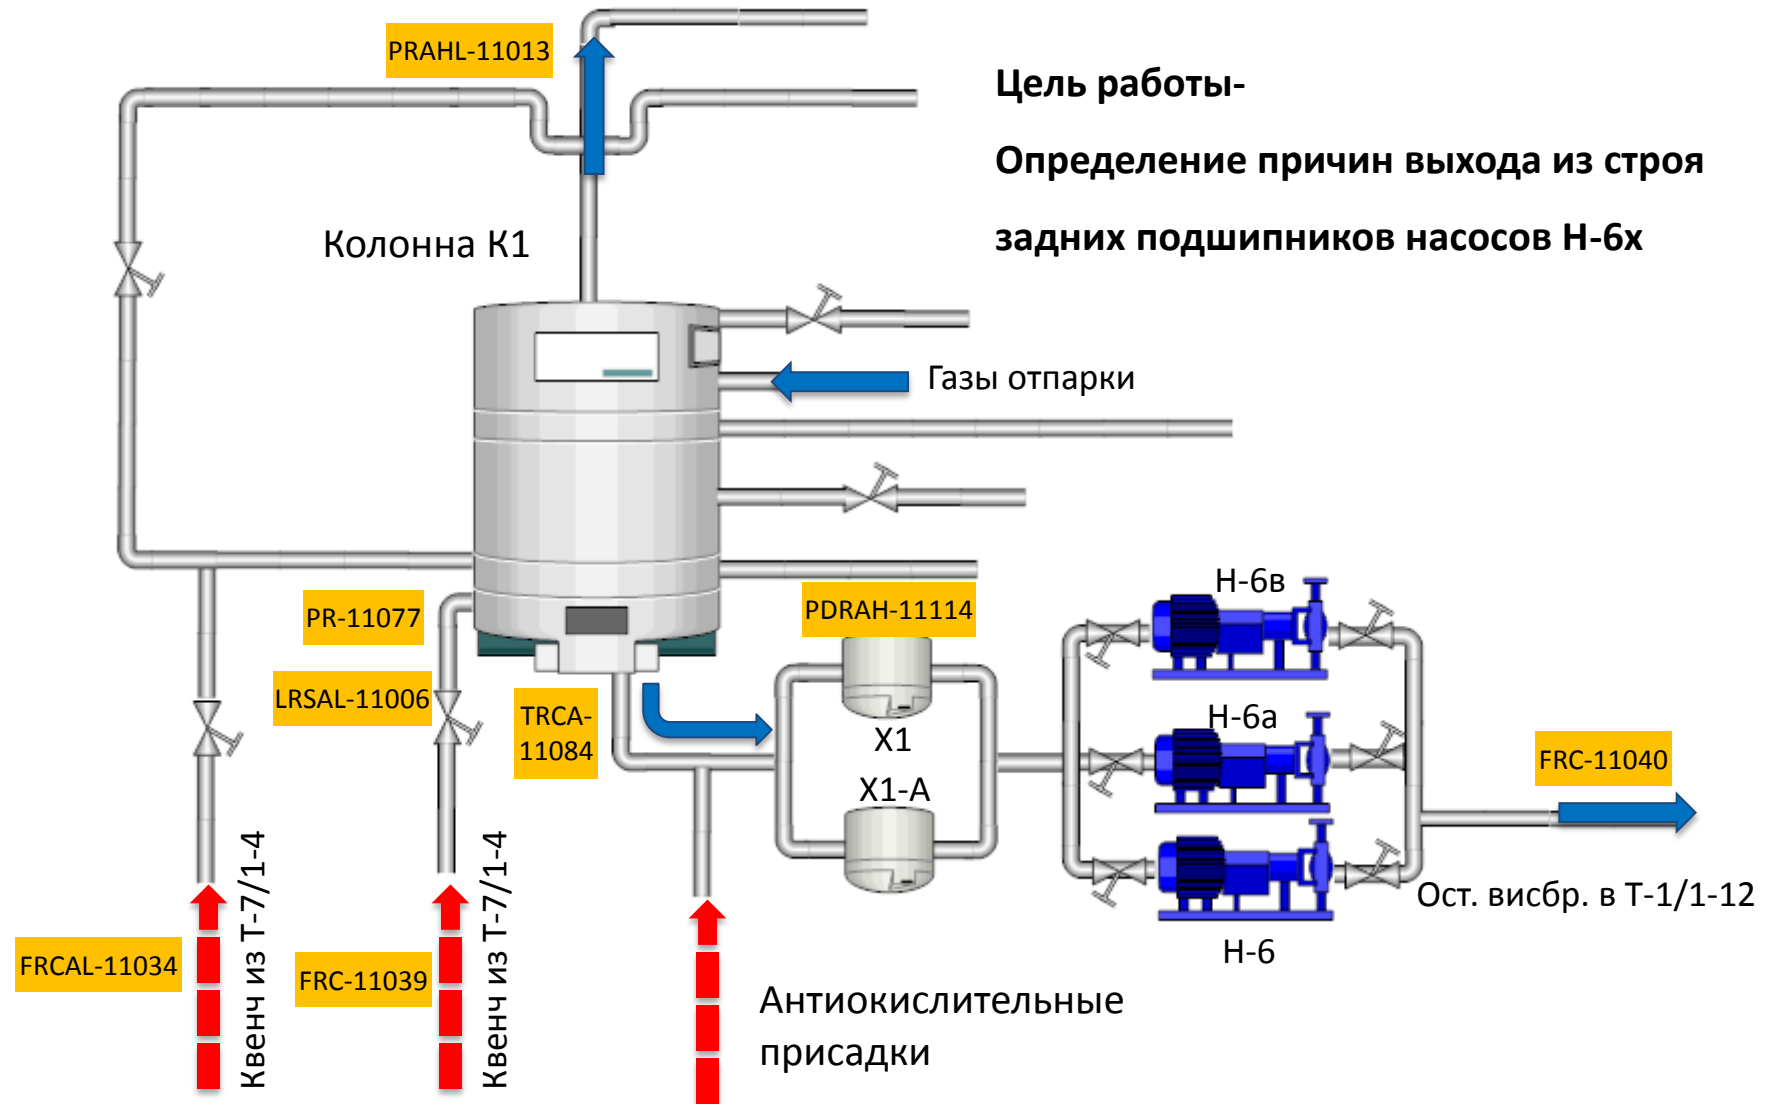 PRAHL-11013
Цель работы-
Определение причин выхода из строя
задних подшипников насосов Н-6х
Колонна К1
Газы отпарки
PR-11077
LRSAL-11006
TRCA-
11084
PDRAH-11114
Х1
Х1-А
Н-6в
Н-6а
Н-6
FRC-11040
Ост. висбр. в Т-1/1-12
FRCAL-11034
Квенч из Т-7/1-4
FRC-11039
Квенч из Т-7/1-4
Антиокислительные
присадки